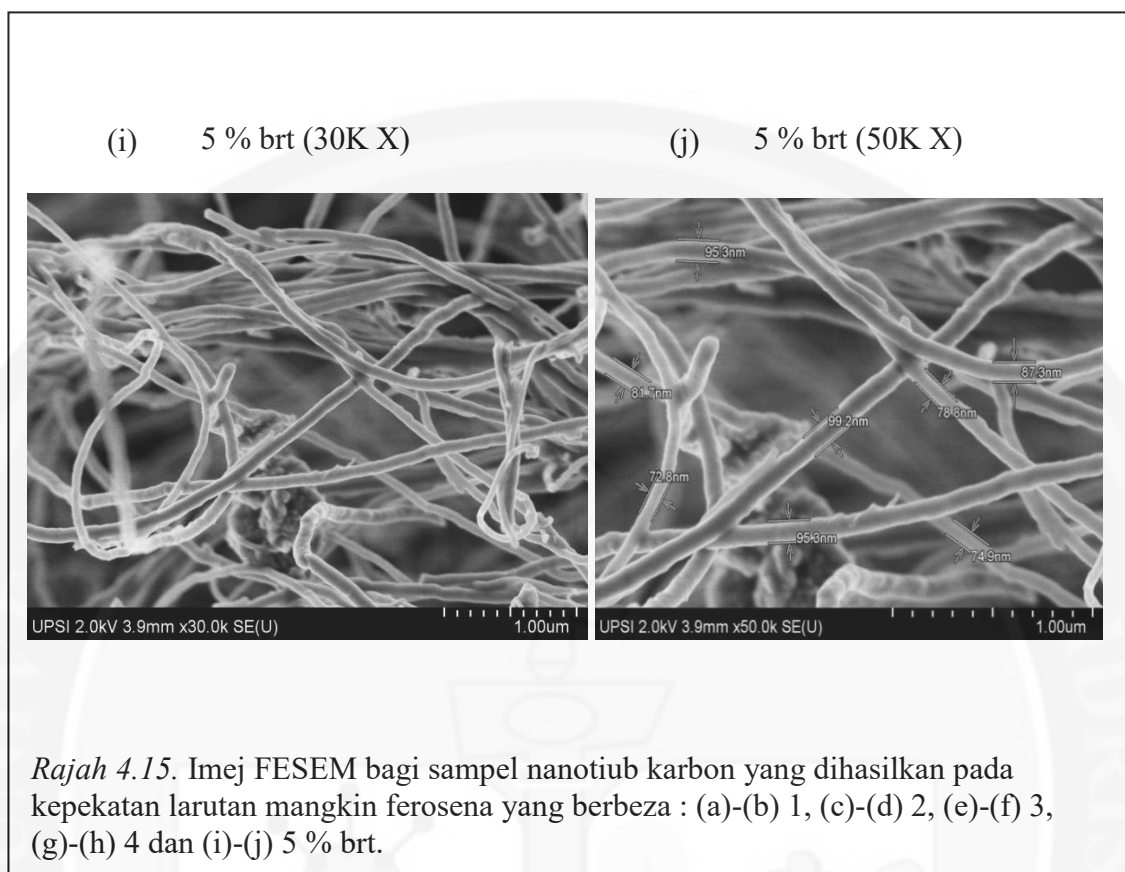 (i) 5 % brt (30K X)
(j) 5 % brt (50K X)
UPSI 2.0kV 3.9mm x30.0k SE(U)
1.00um
95.3nm
87.3nm
81.7nm
78.8nm
99.2nm
72.8nm
95.3nm
74.9nm
UPSI 2.0kV 3.9mm x50.0k SE(U)
1.00um
Rajah 4.15. Imej FESEM bagi sampel nanotiub karbon yang dihasilkan pada
kepekatan larutan mangkin ferosena yang berbeza : (a)-(b) 1, (c)-(d) 2, (e)-(f) 3,
(g)-(h) 4 dan (i)-(j) 5 % brt.